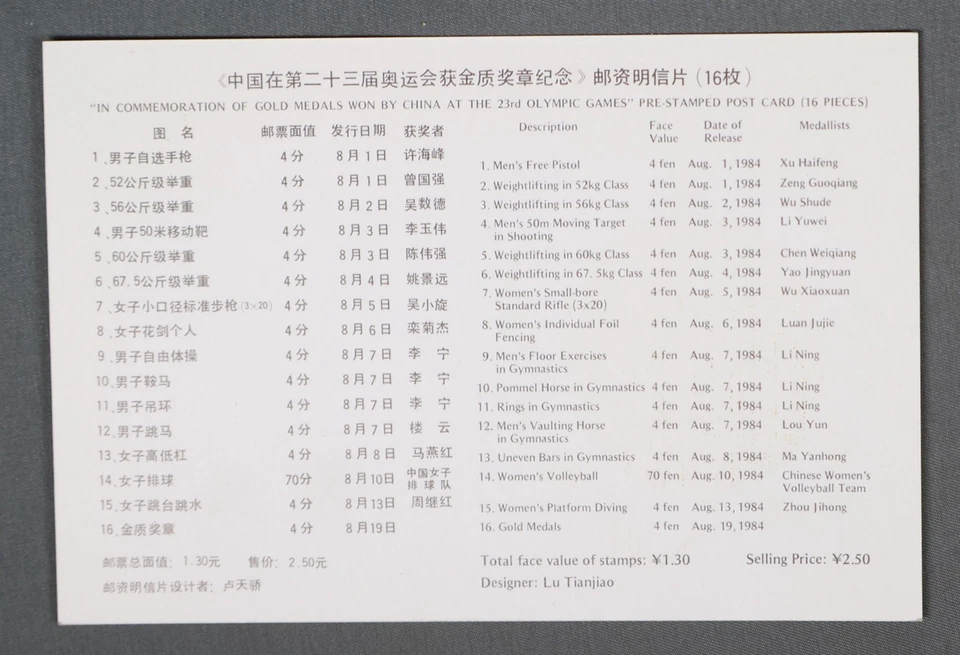 《中国在第二十三届奥运会获金质奖章纪念》邮资明信片（16枚）
"IN COMMEMORATION OF GOLD MEDALS WON BY CHINA AT THE 23rd OLYMPIC GAMES" PRE-STAMPED POST CARD (16 PIECES)
图 名 邮票面值 发行日期 获奖者
1、男子自选手枪 4分 8月1日 许海峰
2、52公斤级举重 4分 8月1日 曾国强
3、56公斤级举重 4分 8月2日 吴数德
4、男子50米移动靶 4分 8月3日 李玉伟
5、60公斤级举重 4分 8月3日 陈伟强
6、67.5公斤级举重 4分 8月4日 姚景远
7、女子小口径标准步枪(3×20) 4分 8月5日 吴小旋
8、女子花剑个人 4分 8月6日 栾菊杰
9、男子自由体操 4分 8月7日 李 宁
10、男子鞍马 4分 8月7日 李 宁
11、男子吊环 4分 8月7日 李 宁
12、男子跳马 4分 8月7日 楼 云
13、女子高低杠 4分 8月8日 马燕红
14、女子排球 70分 8月10日 中国女子
排球队
15、女子跳台跳水 4分 8月13日 周继红
16、金质奖章 4分 8月19日
邮票总面值：1.30元 售价：2.50元
邮资明信片设计者：卢天骄
Description Face Date of Medallists
Value Release
1. Men's Free Pistol 4 fen Aug. 1, 1984 Xu Haifeng
2. Weightlifting in 52kg Class 4 fen Aug. 1, 1984 Zeng Guoqiang
3. Weightlifting in 56kg Class 4 fen Aug. 2, 1984 Wu Shude
4. Men's 50m Moving Target 4 fen Aug. 3, 1984 Li Yuwei
in Shooting
5. Weightlifting in 60kg Class 4 fen Aug. 3, 1984 Chen Weiqiang
6. Weightlifting in 67.5kg Class 4 fen Aug. 4, 1984 Yao Jingyuan
7. Women's Small-bore 4 fen Aug. 5, 1984 Wu Xiaoxuan
Standard Rifle (3x20)
8. Women's Individual Foil 4 fen Aug. 6, 1984 Luan Jujie
Fencing
9. Men's Floor Exercises 4 fen Aug. 7, 1984 Li Ning
in Gymnastics
10. Pommel Horse in Gymnastics 4 fen Aug. 7, 1984 Li Ning
11. Rings in Gymnastics 4 fen Aug. 7, 1984 Li Ning
12. Men's Vaulting Horse 4 fen Aug. 7, 1984 Lou Yun
in Gymnastics
13. Uneven Bars in Gymnastics 4 fen Aug. 8, 1984 Ma Yanhong
14. Women's Volleyball 70 fen Aug. 10, 1984 Chinese Women's
Volleyball Team
15. Women's Platform Diving 4 fen Aug. 13, 1984 Zhou Jihong
16. Gold Medals 4 fen Aug. 19, 1984
Total face value of stamps: ¥1.30 Selling Price: ¥2.50
Designer: Lu Tianjiao